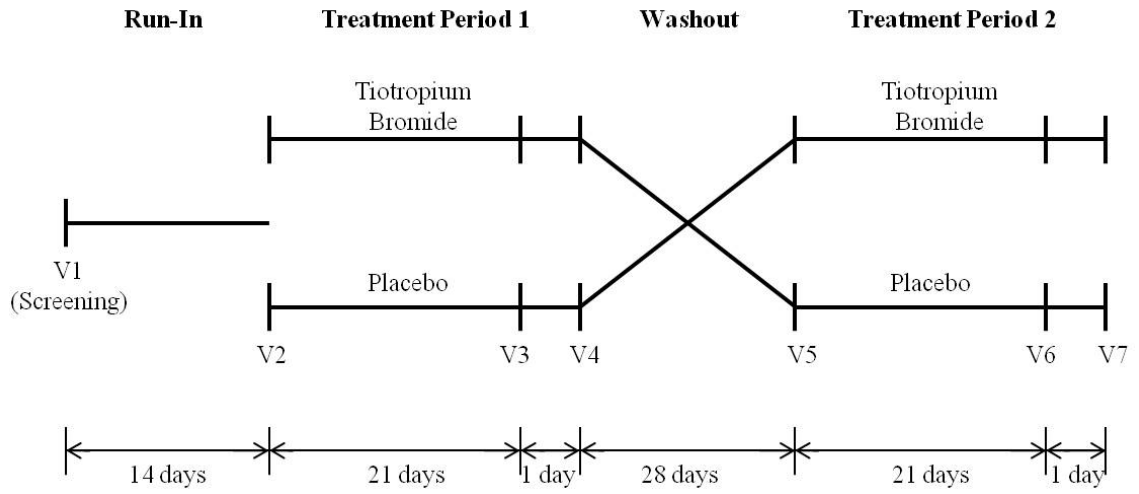 Run-In Treatment Period 1 Washout Treatment Period 2
Tiotropium
Bromide
Tiotropium
Bromide
V1
(Screening)
Placebo
Placebo
V2 V3 V4 V5 V6 V7
14 days 21 days 1 day 28 days 21 days 1 day